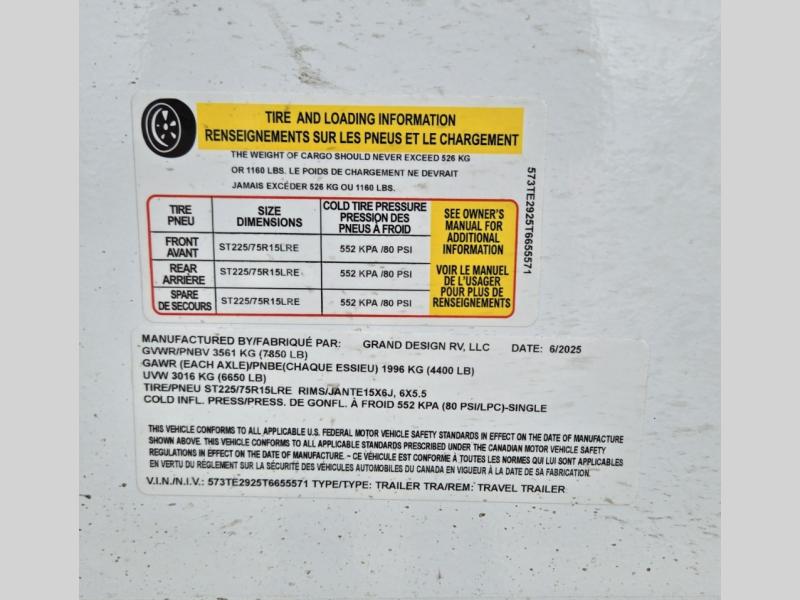 TIRE AND LOADING INFORMATION
RENSEIGNEMENTS SUR LES PNEUS ET LE CHARGEMENT
THE WEIGHT OF CARGO SHOULD NEVER EXCEED 526 KG
OR 1160 LBS. LE POIDS DE CHARGEMENT NE DEVRAIT
JAMAIS EXCÉDER 526 KG OU 1160 LBS.
TIRE
PNEU
SIZE
DIMENSIONS
COLD TIRE PRESSURE
PRESSION DES
PNEUS À FROID
FRONT
AVANT
ST225/75R15LRE
552 KPA /80 PSI
REAR
ARRIÈRE
ST225/75R15LRE
552 KPA /80 PSI
SPARE
DE SECOURS
ST225/75R15LRE
552 KPA /80 PSI
SEE OWNER'S
MANUAL FOR
ADDITIONAL
INFORMATION
VOIR LE MANUEL
DE L'USAGER
POUR PLUS DE
RENSEIGNEMENTS
573TE2925T6655571
MANUFACTURED BY/FABRIQUÉ PAR: GRAND DESIGN RV, LLC DATE: 6/2025
GVWR/PNBV 3561 KG (7850 LB)
GAWR (EACH AXLE)/PNBE(CHAQUE ESSIEU) 1996 KG (4400 LB)
UVW 3016 KG (6650 LB)
TIRE/PNEU ST225/75R15LRE RIMS/JANTE15X6J, 6X5.5
COLD INFL. PRESS/PRESS. DE GONFL. À FROID 552 KPA (80 PSI/LPC)-SINGLE
THIS VEHICLE CONFORMS TO ALL APPLICABLE U.S. FEDERAL MOTOR VEHICLE SAFETY STANDARDS IN EFFECT ON THE DATE OF MANUFACTURE
SHOWN ABOVE. THIS VEHICLE CONFORMS TO ALL APPLICABLE STANDARDS PRESCRIBED UNDER THE CANADIAN MOTOR VEHICLE SAFETY
REGULATIONS IN EFFECT ON THE DATE OF MANUFACTURE. – CE VÉHICULE EST CONFORME À TOUTES LES NORMES QUI LUI SONT APPLICABLES
EN VERTU DU RÈGLEMENT SUR LA SÉCURITÉ DES VÉHICULES AUTOMOBILES DU CANADA EN VIGUEUR À LA DATE DE SA FABRICATION.
V.I.N./N.I.V.: 573TE2925T6655571 TYPE/TYPE: TRAILER TRA/REM: TRAVEL TRAILER